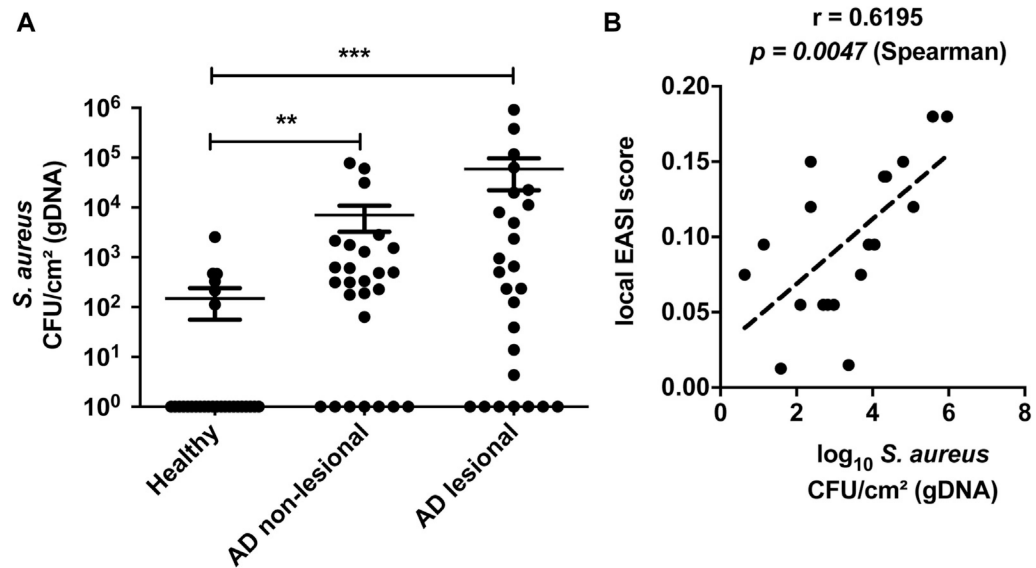 A
***
**
S. aureus
CFU/cm² (gDNA)
10⁶
10⁵
10⁴
10³
10²
10¹
10⁰
Healthy
AD non-lesional
AD lesional
B
r = 0.6195
p = 0.0047 (Spearman)
local EASI score
0.20
0.15
0.10
0.05
0.00
0 2 4 6 8
log₁₀ S. aureus
CFU/cm² (gDNA)